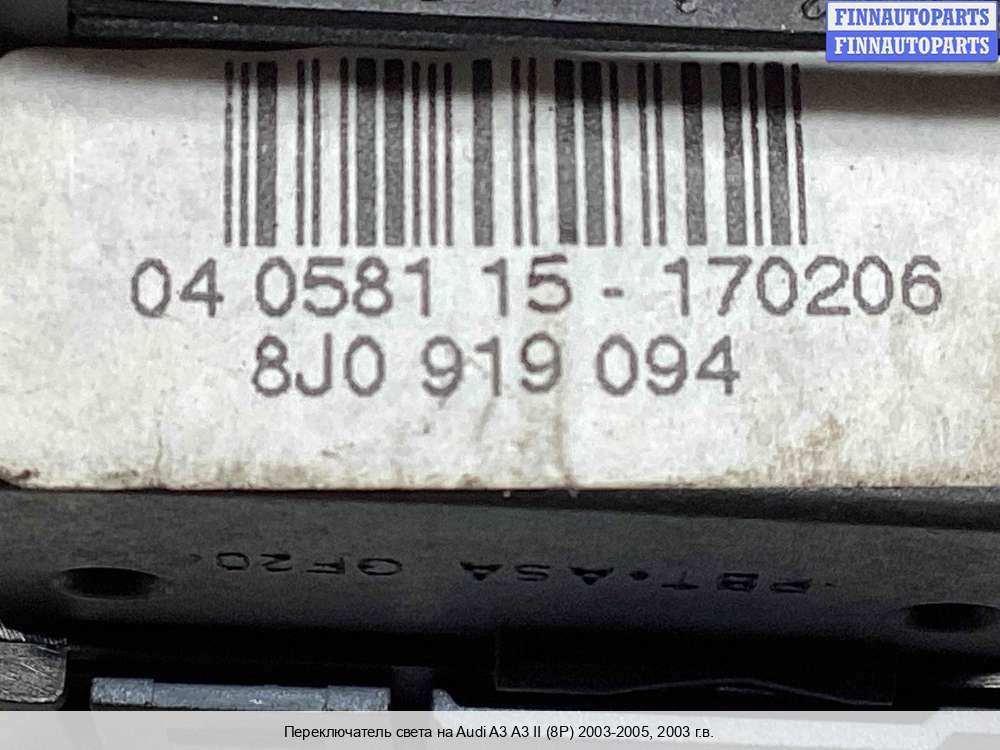 FINNAUTOPARTS
FINNAUTOPARTS
04 0581 15 - 170206
8J0 919 094
PBT+ASA GF20
Переключатель света на Audi A3 A3 II (8P) 2003-2005, 2003 г.в.